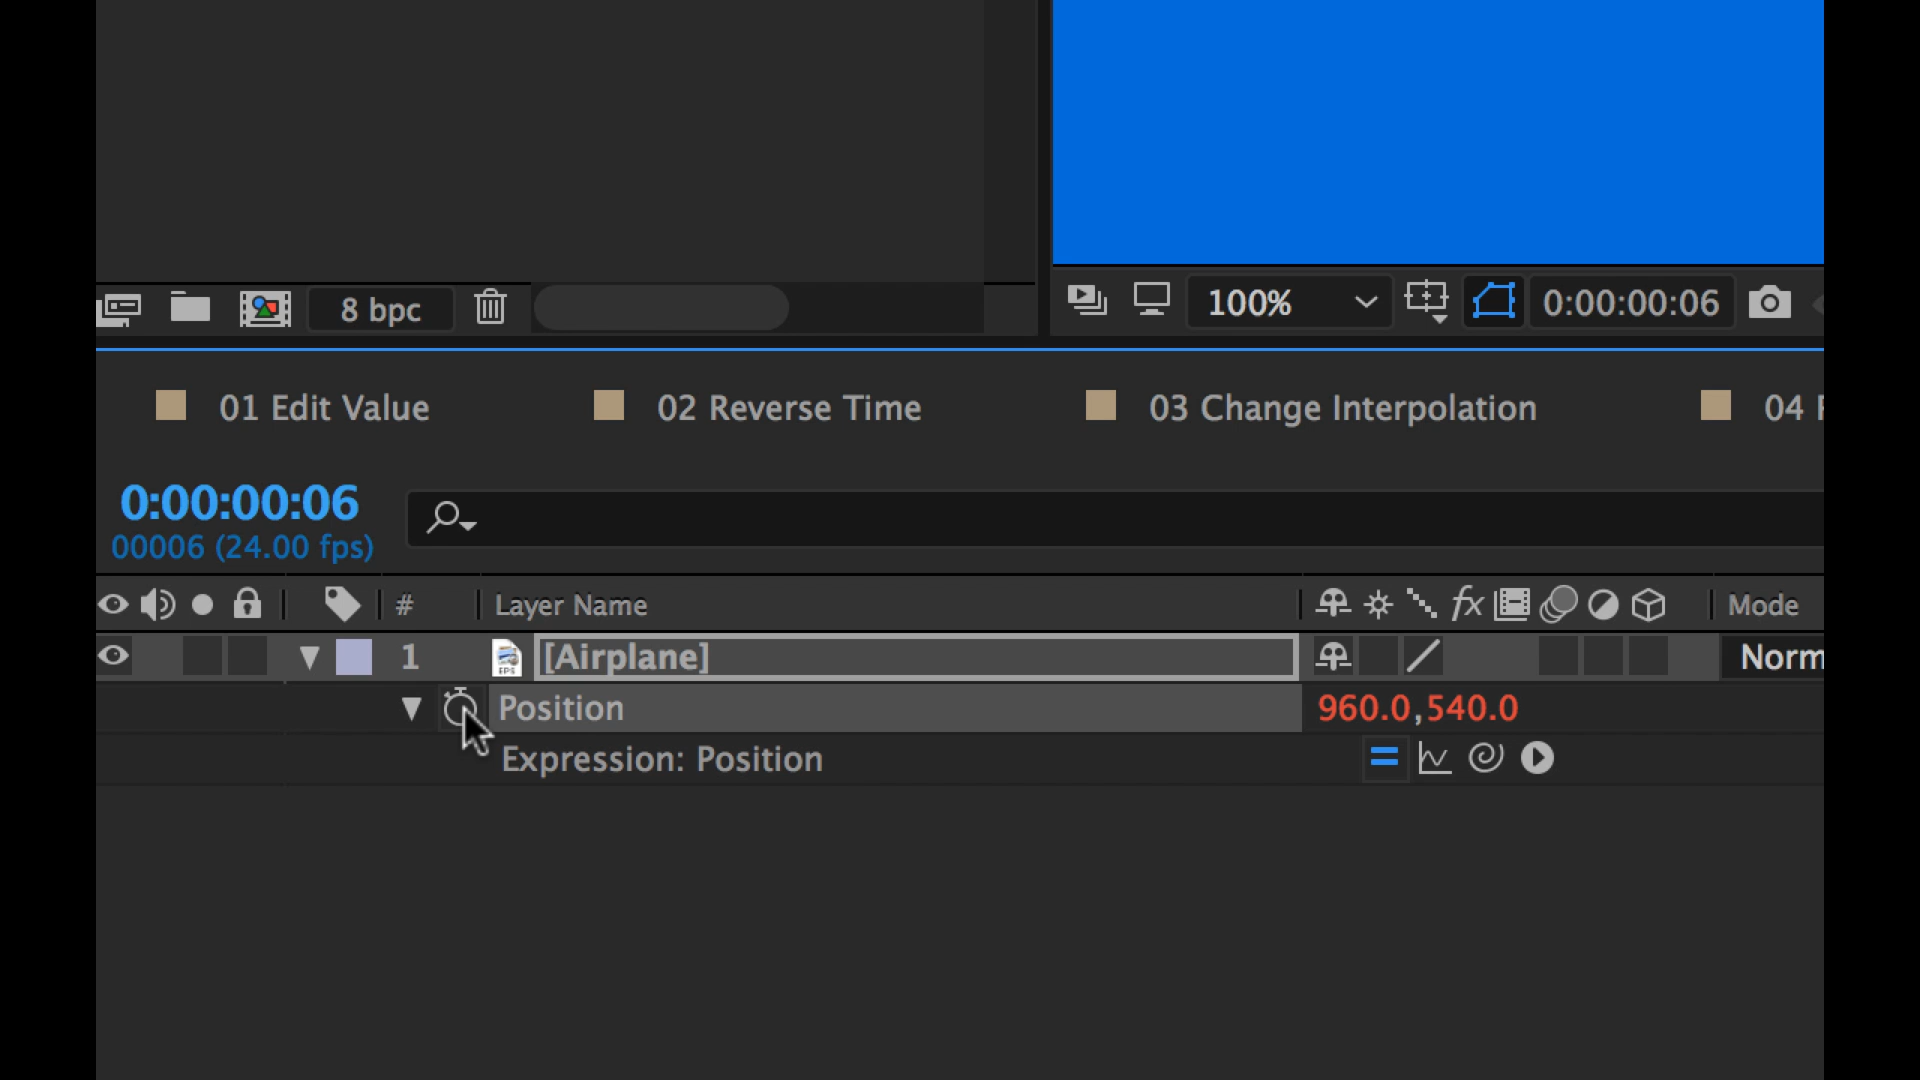 8 bpc
100%
0:00:00:06
01 Edit Value
02 Reverse Time
03 Change Interpolation
04
0:00:00:06
00006 (24.00 fps)
#
Layer Name
fx
Mode
1
EPS
[Airplane]
Norm
Position
960.0,540.0
Expression: Position